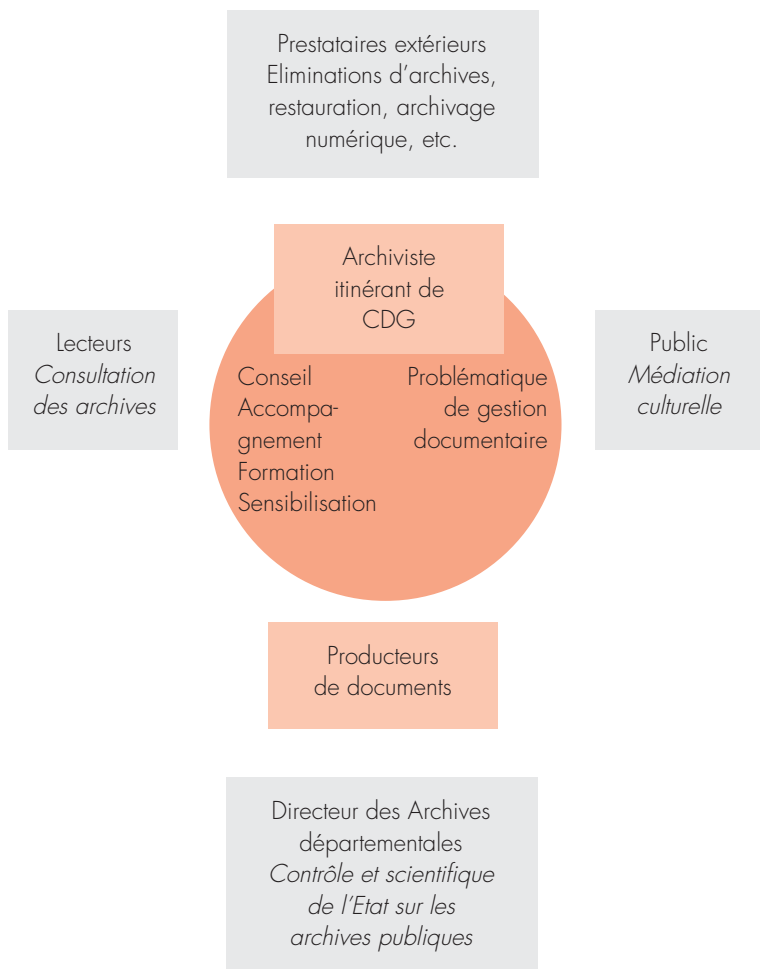 Prestataires extérieurs
Eliminations d’archives,
restauration, archivage
numérique, etc.
Archiviste
itinérant de
CDG
Lecteurs
Consultation
des archives
Conseil
Accompa-
gnement
Formation
Sensibilisation
Problématique
de gestion
documentaire
Public
Médiation
culturelle
Producteurs
de documents
Directeur des Archives
départementales
Contrôle et scientifique
de l’Etat sur les
archives publiques